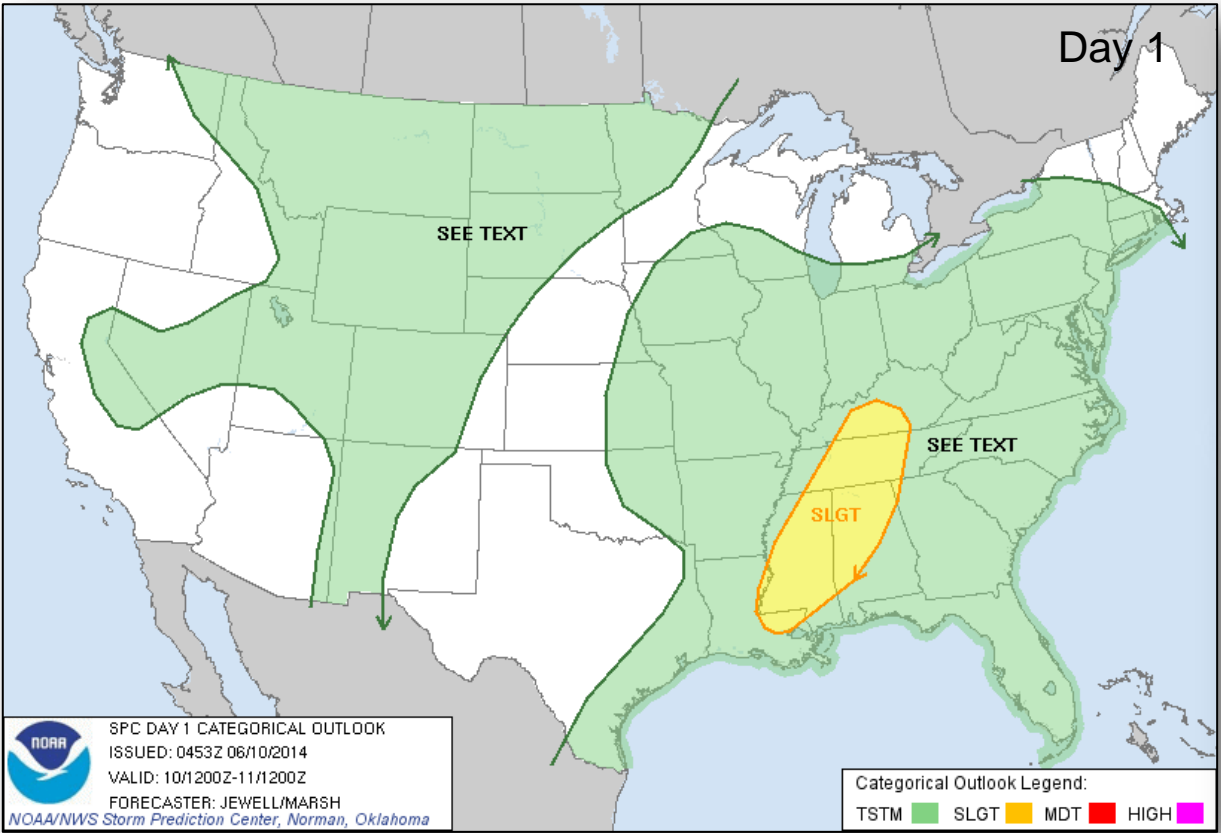 Day 1
SEE TEXT
SEE TEXT
SLGT
NOAA
SPC DAY 1 CATEGORICAL OUTLOOK
ISSUED: 0453Z 06/10/2014
VALID: 10/1200Z-11/1200Z
FORECASTER: JEWELL/MARSH
NOAA/NWS Storm Prediction Center, Norman, Oklahoma
Categorical Outlook Legend:
TSTM SLGT MDT HIGH